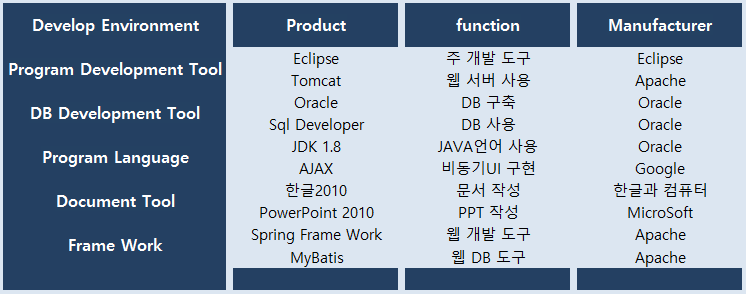 Develop Environment Product function Manufacturer
Program Development Tool Eclipse 주 개발 도구 Eclipse
Tomcat 웹 서버 사용 Apache
DB Development Tool Oracle DB 구축 Oracle
Sql Developer DB 사용 Oracle
Program Language JDK 1.8 JAVA언어 사용 Oracle
AJAX 비동기UI 구현 Google
Document Tool 한글2010 문서 작성 한글과 컴퓨터
PowerPoint 2010 PPT 작성 MicroSoft
Frame Work Spring Frame Work 웹 개발 도구 Apache
MyBatis 웹 DB 도구 Apache